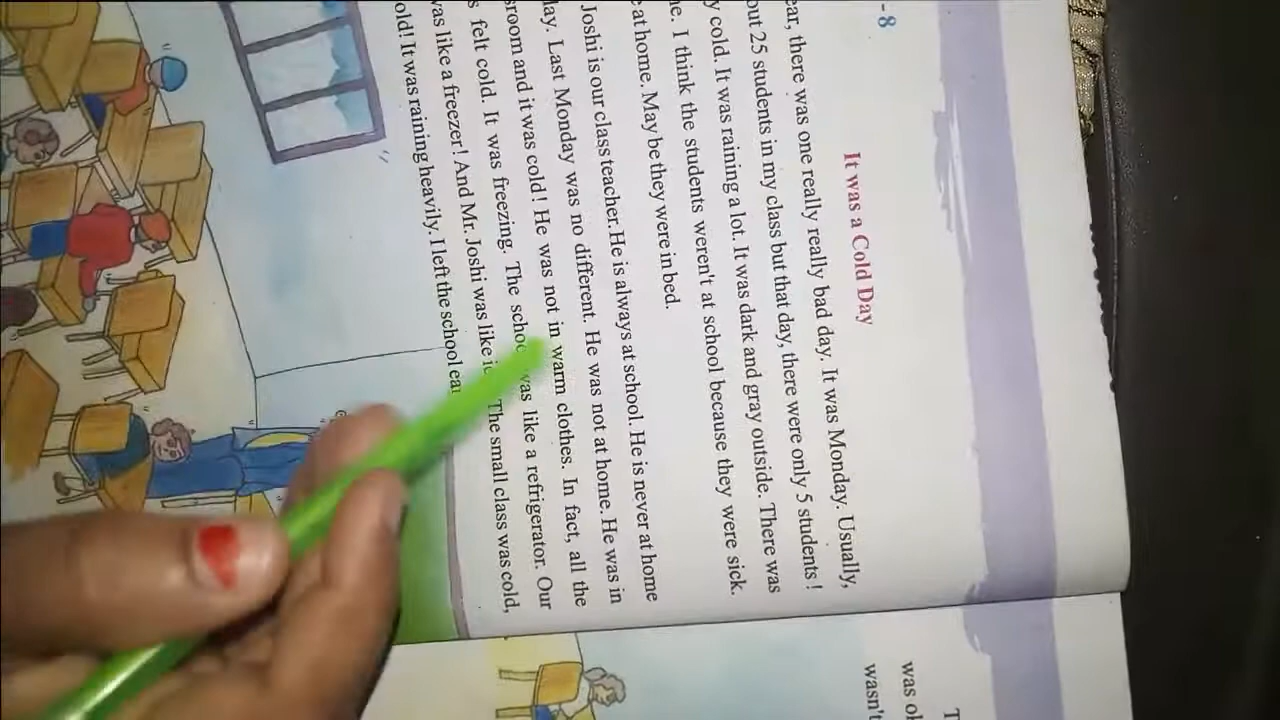 -8
It was a Cold Day
ear, there was one really really bad day. It was Monday. Usually,
out 25 students in my class but that day, there were only 5 students !
y cold. It was raining a lot. It was dark and gray outside. There was
ne. I think the students weren't at school because they were sick.
e at home. May be they were in bed.
Joshi is our class teacher. He is always at school. He is never at home
lay. Last Monday was no different. He was not at home. He was in
sroom and it was cold! He was not in warm clothes. In fact, all the
s felt cold. It was freezing. The schoo was like a refrigerator. Our
was like a freezer! And Mr. Joshi was like The small class was cold,
old! It was raining heavily. I left the school ea
T
was ol
wasn't